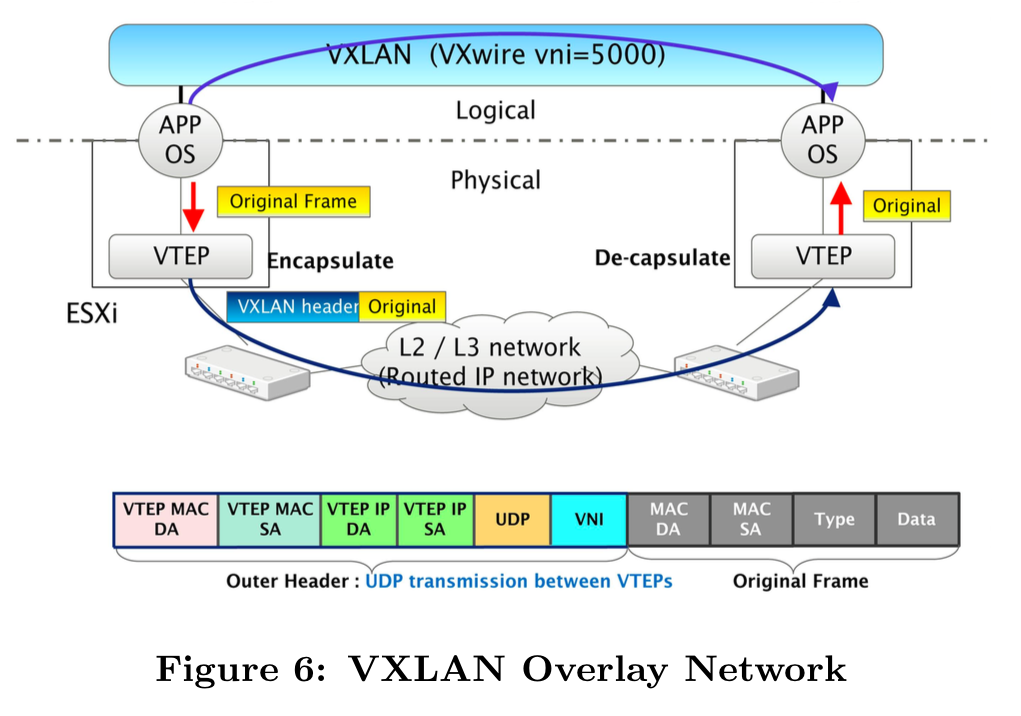 VXLAN (VXwire vni=5000)
Logical
APP
OS
APP
OS
Physical
Original Frame
Original
VTEP
Encapsulate
De-capsulate
VTEP
ESXi
VXLAN header
Original
L2 / L3 network
(Routed IP network)
VTEP MAC
DA
VTEP MAC
SA
VTEP IP
DA
VTEP IP
SA
UDP
VNI
MAC
DA
MAC
SA
Type
Data
Outer Header : UDP transmission between VTEPs
Original Frame
Figure 6: VXLAN Overlay Network